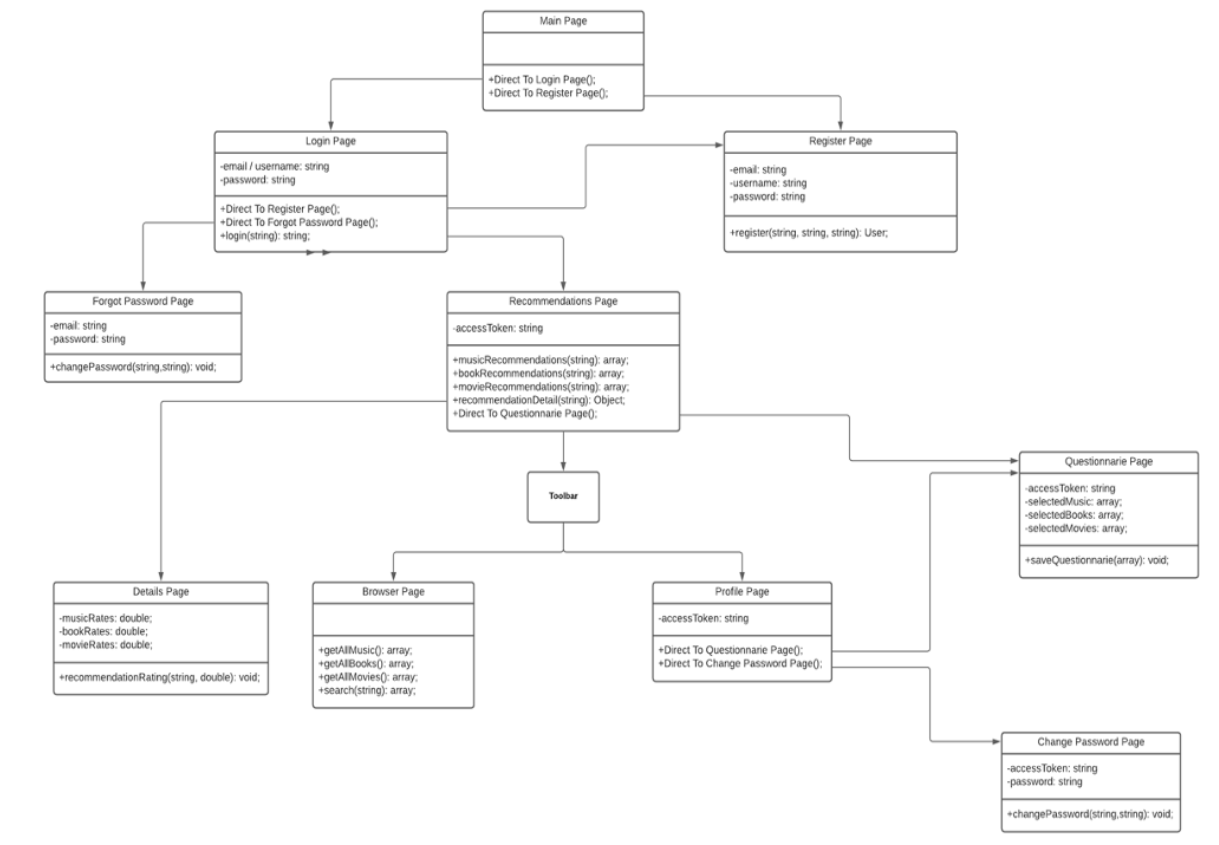 Main Page
+Direct To Login Page();
+Direct To Register Page();
Login Page
-email / username: string
-password: string
+Direct To Register Page();
+Direct To Forgot Password Page();
+login(string): string;
Register Page
-email: string
-username: string
-password: string
+register(string, string, string): User;
Forgot Password Page
-email: string
-password: string
+changePassword(string,string): void;
Recommendations Page
-accessToken: string
+musicRecommendations(string): array;
+bookRecommendations(string): array;
+movieRecommendations(string): array;
+recommendationDetail(string): Object;
+Direct To Questionnarie Page();
Toolbar
Questionnarie Page
-accessToken: string
-selectedMusic: array;
-selectedBooks: array;
-selectedMovies: array;
+saveQuestionnarie(array): void;
Details Page
-musicRates: double;
-bookRates: double;
-movieRates: double;
+recommendationRating(string, double): void;
Browser Page
+getAllMusic(): array;
+getAllBooks(): array;
+getAllMovies(): array;
+search(string): array;
Profile Page
-accessToken: string
+Direct To Questionnarie Page();
+Direct To Change Password Page();
Change Password Page
-accessToken: string
-password: string
+changePassword(string,string): void;